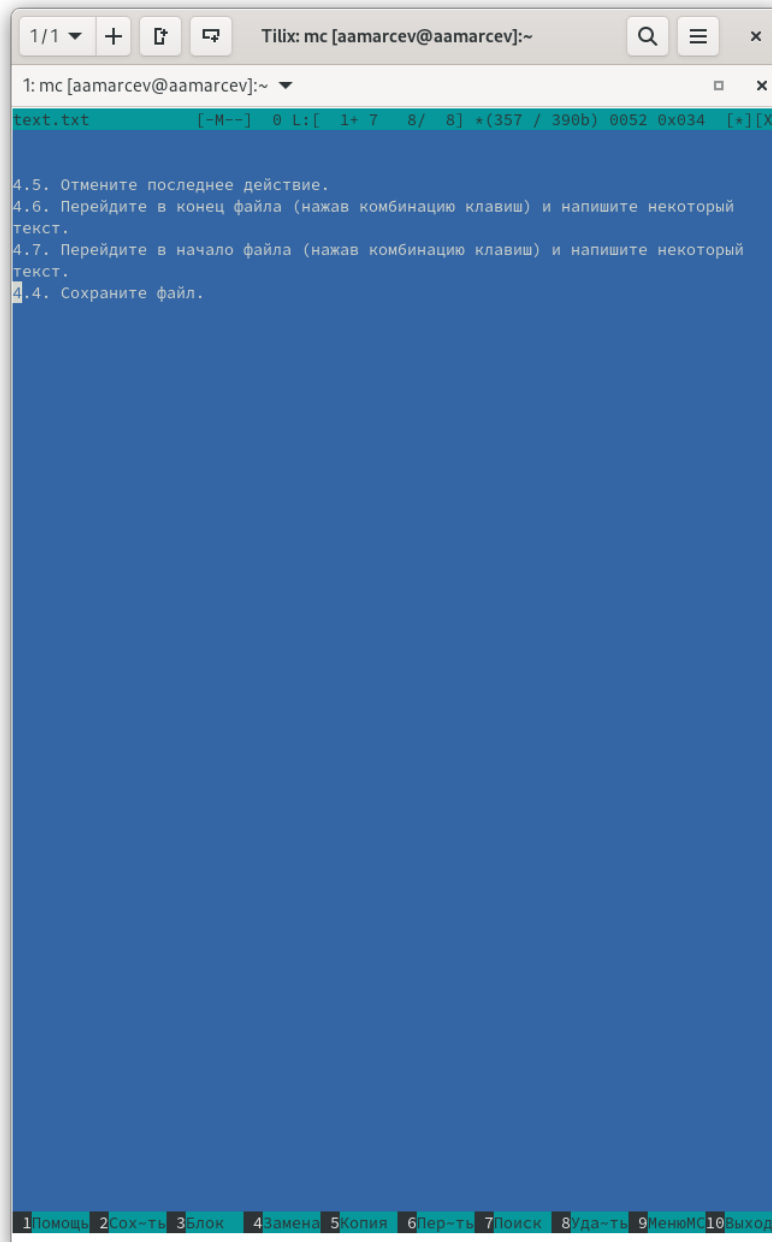 1/1
Tilix: mc [aamarcev@aamarcev]:~
1: mc [aamarcev@aamarcev]:~
text.txt [-M--] 0 L:[ 1+ 7 8/ 8] *(357 / 390b) 0052 0x034 [*][X
4.5. Отмените последнее действие.
4.6. Перейдите в конец файла (нажав комбинацию клавиш) и напишите некоторый
текст.
4.7. Перейдите в начало файла (нажав комбинацию клавиш) и напишите некоторый
текст.
4.4. Сохраните файл.
1Помощь 2Сох~ть 3Блок 4Замена 5Копия 6Пер~ть 7Поиск 8Уда~ть 9МенюMC 10Выход